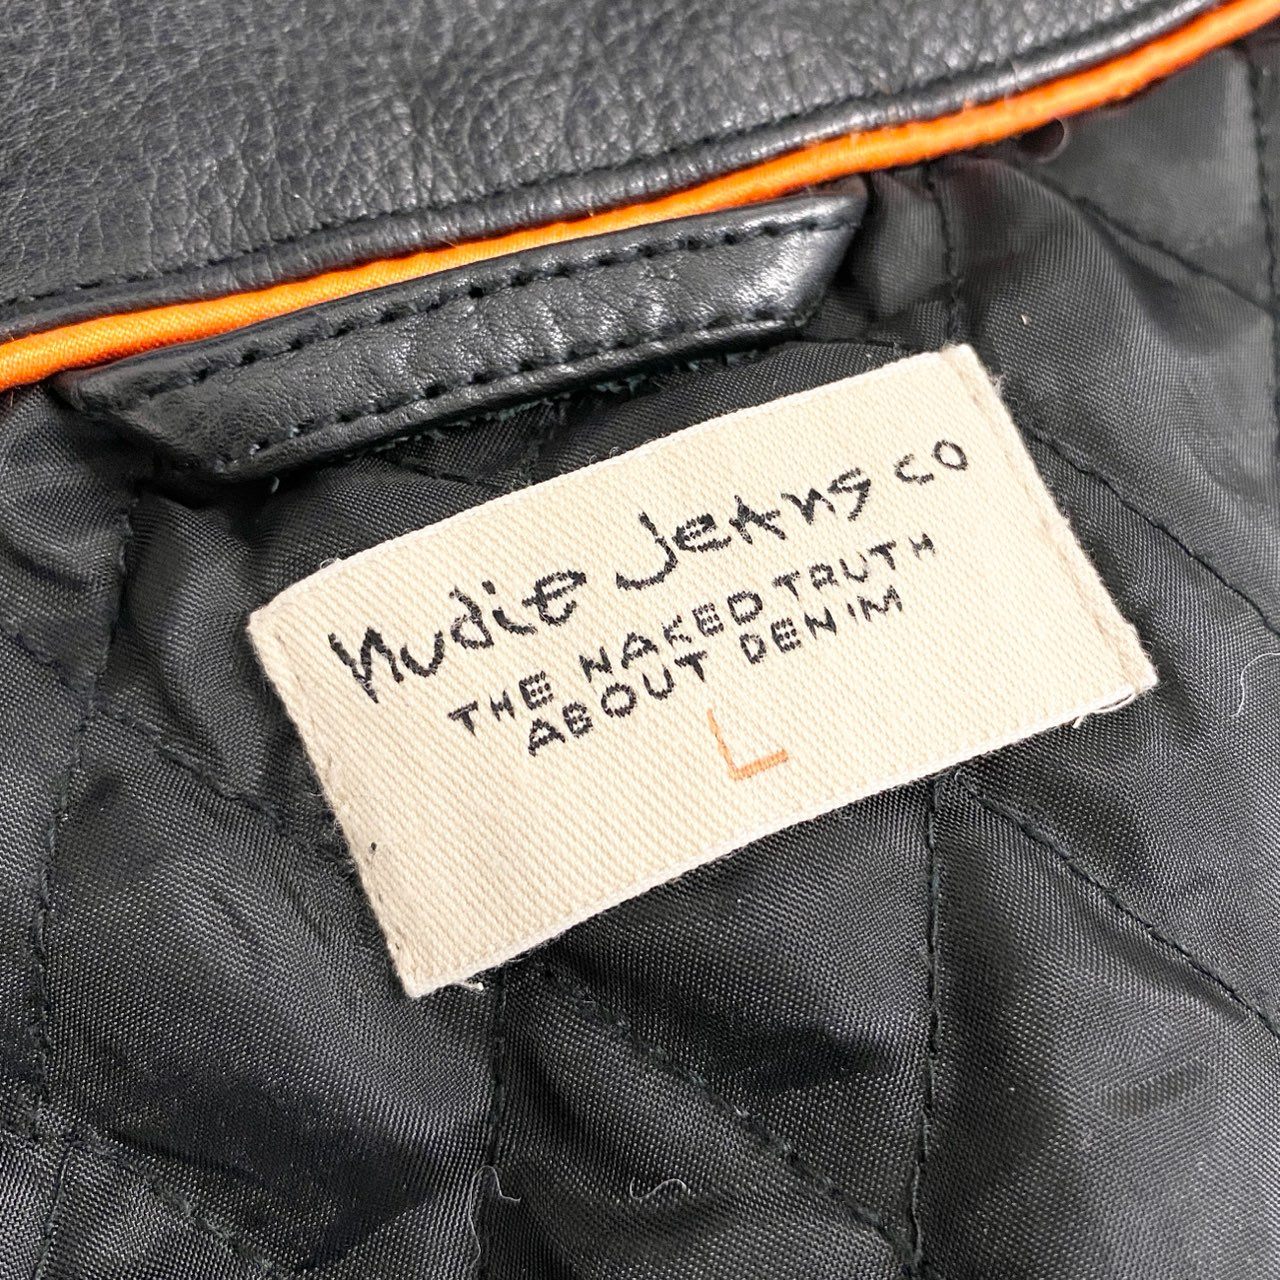 nudie jeans co
THE NAKED TRUTH
ABOUT DENIM
L